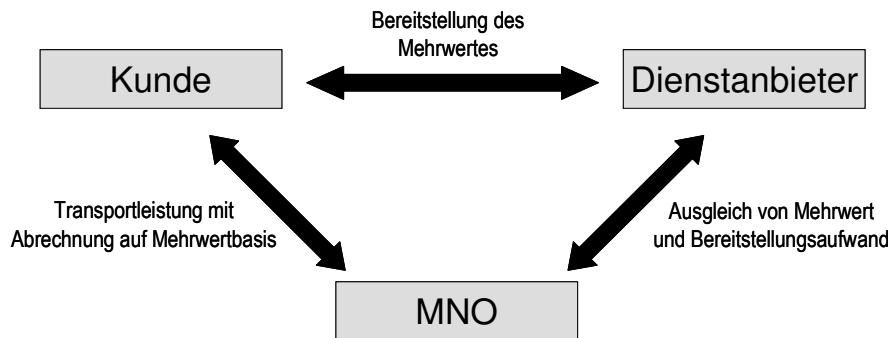 Bereitstellung des
Mehrwertes
Kunde
Dienstanbieter
Transportleistung mit
Abrechnung auf Mehrwertbasis
Ausgleich von Mehrwert
und Bereitstellungsaufwand
MNO